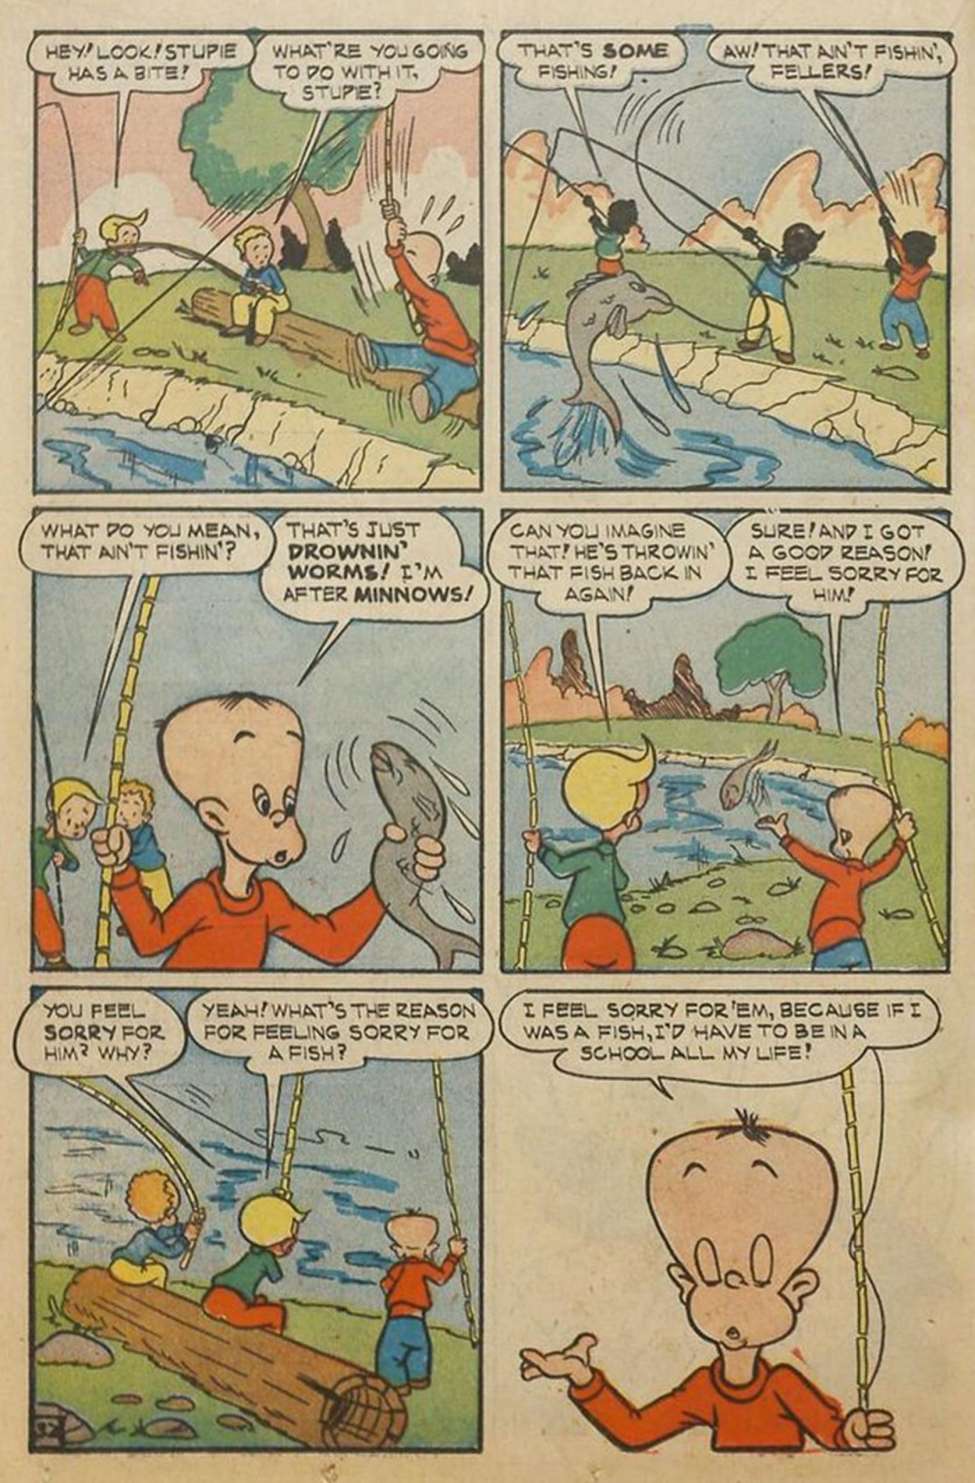 HEY! LOOK! STUPIE
HAS A BITE!
WHAT'RE YOU GOING
TO DO WITH IT,
STUPIE?
THAT'S SOME
FISHING!
AW! THAT AIN'T FISHIN',
FELLERS!
WHAT DO YOU MEAN,
THAT AIN'T FISHIN'?
THAT'S JUST
DROWNIN'
WORMS! I'M
AFTER MINNOWS!
CAN YOU IMAGINE
THAT! HE'S THROWIN'
THAT FISH BACK IN
AGAIN!
SURE! AND I GOT
A GOOD REASON!
I FEEL SORRY FOR
HIM!
YOU FEEL
SORRY FOR
HIM? WHY?
YEAH! WHAT'S THE REASON
FOR FEELING SORRY FOR
A FISH?
I FEEL SORRY FOR 'EM, BECAUSE IF I
WAS A FISH, I'D HAVE TO BE IN A
SCHOOL ALL MY LIFE!